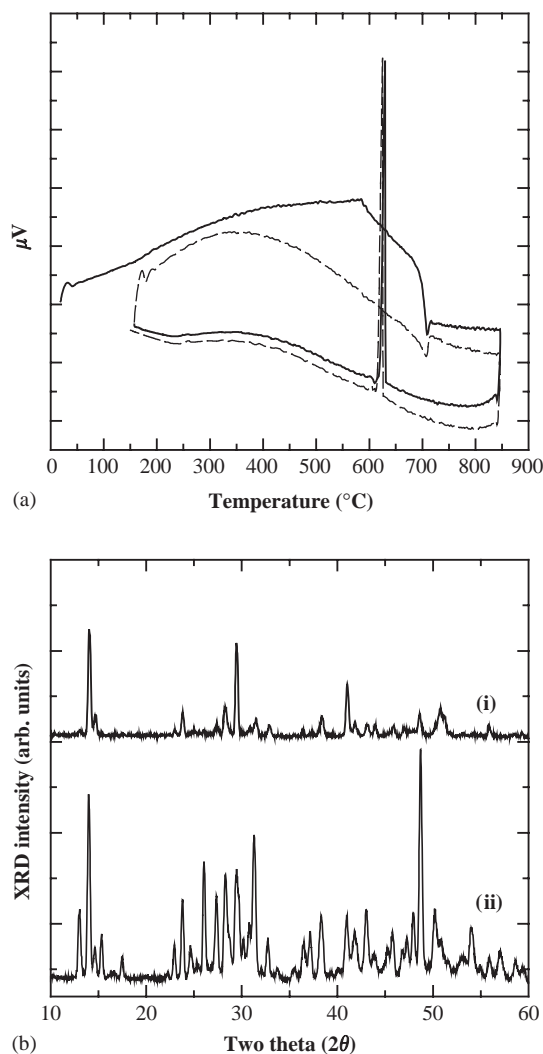 μV
0 100 200 300 400 500 600 700 800 900
(a)
Temperature (°C)
XRD intensity (arb. units)
(i)
(ii)
10 20 30 40 50 60
(b)
Two theta (2θ)